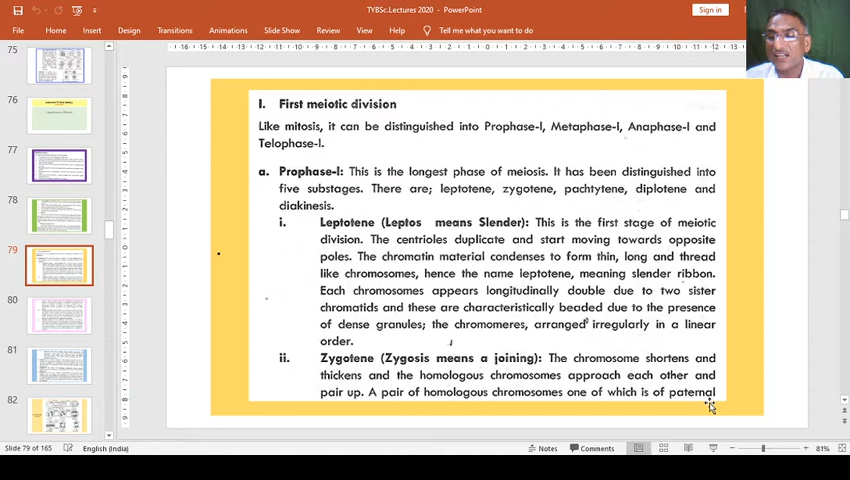 TYBSc.Lectures 2020 - PowerPoint
Sign in
File Home Insert Design Transitions Animations Slide Show Review View Help Tell me what you want to do
75
76
77
78
79
80
81
82
I. First meiotic division
Like mitosis, it can be distinguished into Prophase-I, Metaphase-I, Anaphase-I and
Telophase-I.
a. Prophase-I: This is the longest phase of meiosis. It has been distinguished into
five substages. There are; leptotene, zygotene, pachtytene, diplotene and
diakinesis.
i. Leptotene (Leptos means Slender): This is the first stage of meiotic
division. The centrioles duplicate and start moving towards opposite
poles. The chromatin material condenses to form thin, long and thread
like chromosomes, hence the name leptotene, meaning slender ribbon.
Each chromosomes appears longitudinally double due to two sister
chromatids and these are characteristically beaded due to the presence
of dense granules; the chromomeres, arranged irregularly in a linear
order.
ii. Zygotene (Zygosis means a joining): The chromosome shortens and
thickens and the homologous chromosomes approach each other and
pair up. A pair of homologous chromosomes one of which is of paternal
Slide 79 of 165 English (India) Notes Comments 81%